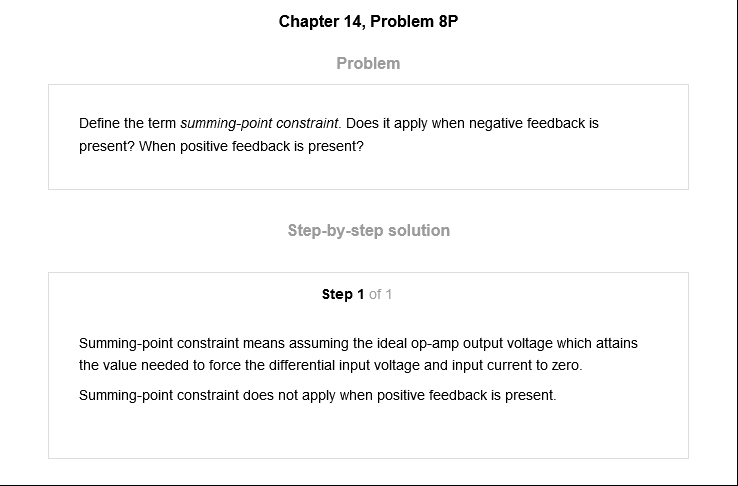 Chapter 14, Problem 8P
Problem
Define the term summing-point constraint. Does it apply when negative feedback is
present? When positive feedback is present?
Step-by-step solution
Step 1 of 1
Summing-point constraint means assuming the ideal op-amp output voltage which attains
the value needed to force the differential input voltage and input current to zero.
Summing-point constraint does not apply when positive feedback is present.